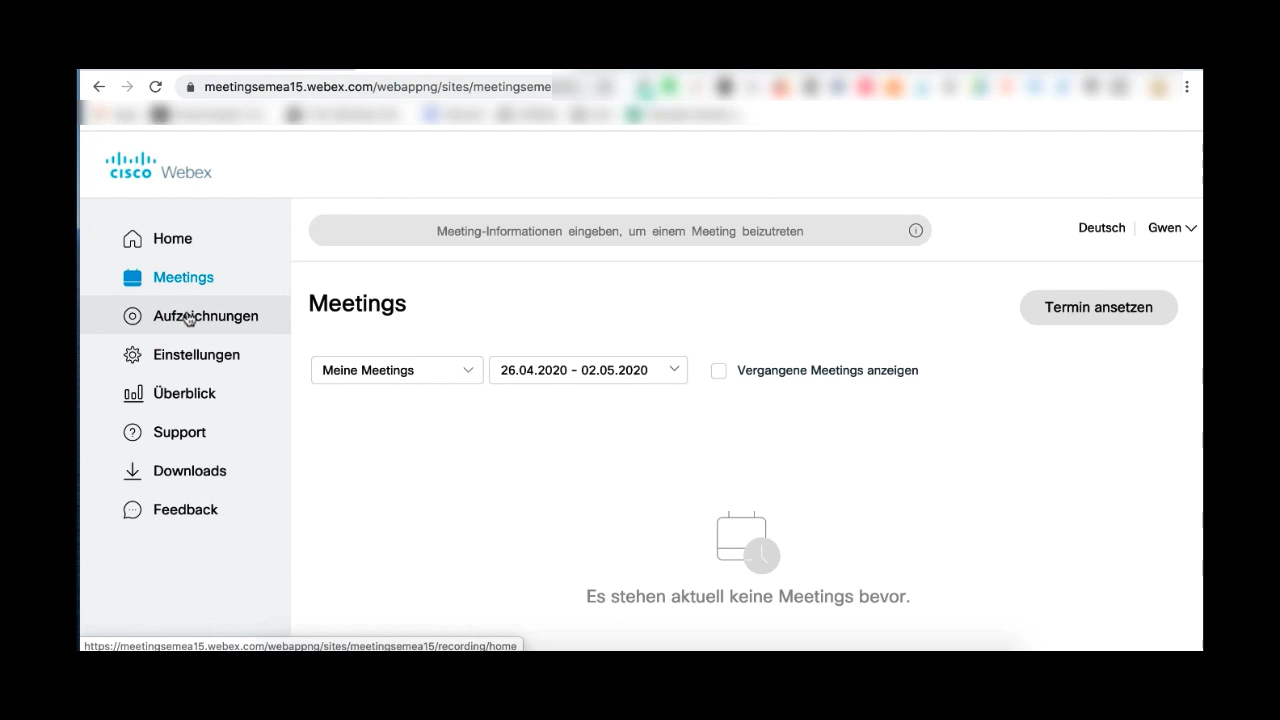 meetingsemea15.webex.com/webappng/sites/meetingseme
CISCO Webex
Home
Meetings
Aufzeichnungen
Einstellungen
Überblick
Support
Downloads
Feedback
Meeting-Informationen eingeben, um einem Meeting beizutreten
Deutsch
Gwen
Meetings
Termin ansetzen
Meine Meetings
26.04.2020 - 02.05.2020
Vergangene Meetings anzeigen
Es stehen aktuell keine Meetings bevor.
https://meetingsemea15.webex.com/webappng/sites/meetingsemea15/recording/home